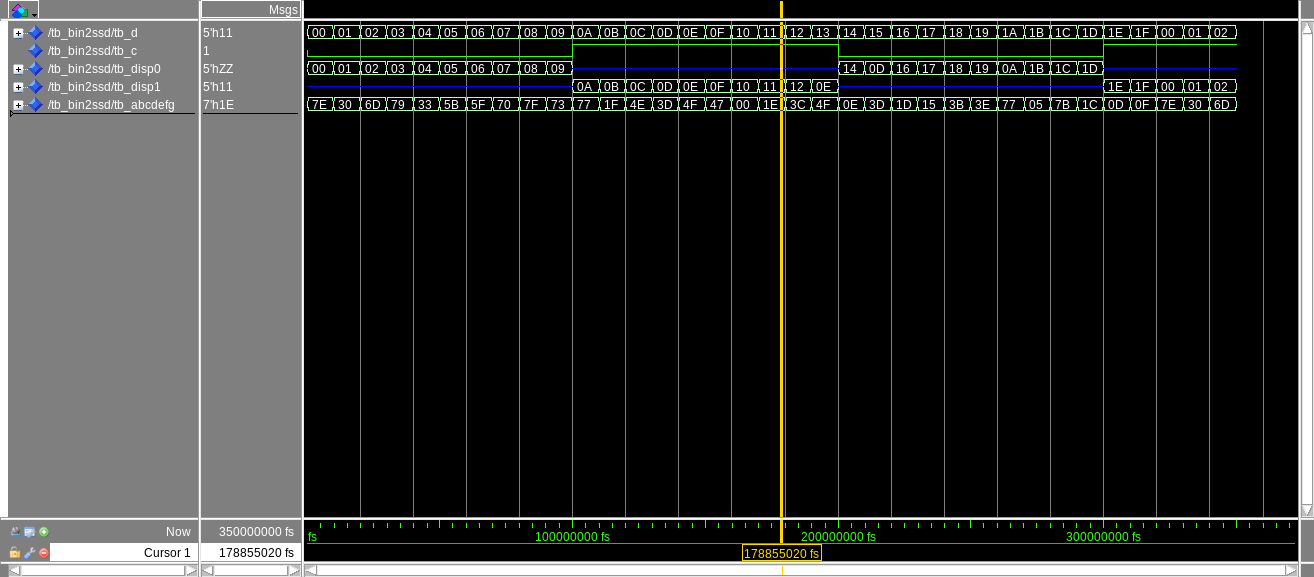 Msgs
/tb_bin2ssd/tb_d 5'h11 00 01 02 03 04 05 06 07 08 09 0A 0B 0C 0D 0E 0F 10 11 12 13 14 15 16 17 18 19 1A 1B 1C 1D 1E 1F 00 01 02
/tb_bin2ssd/tb_c 1
/tb_bin2ssd/tb_disp0 5'hZZ 00 01 02 03 04 05 06 07 08 09 14 0D 16 17 18 19 0A 1B 1C 1D
/tb_bin2ssd/tb_disp1 5'h11 0A 0B 0C 0D 0E 0F 10 11 12 0E 1E 1F 00 01 02
/tb_bin2ssd/tb_abcdefg 7'h1E 7E 30 6D 79 33 5B 5F 70 7F 73 77 1F 4E 3D 4F 47 00 1E 3C 4F 0E 3D 1D 15 3B 3E 77 05 7B 1C 0D 0F 7E 30 6D
Now 350000000 fs fs 100000000 fs 200000000 fs 300000000 fs
Cursor 1 178855020 fs 178855020 fs